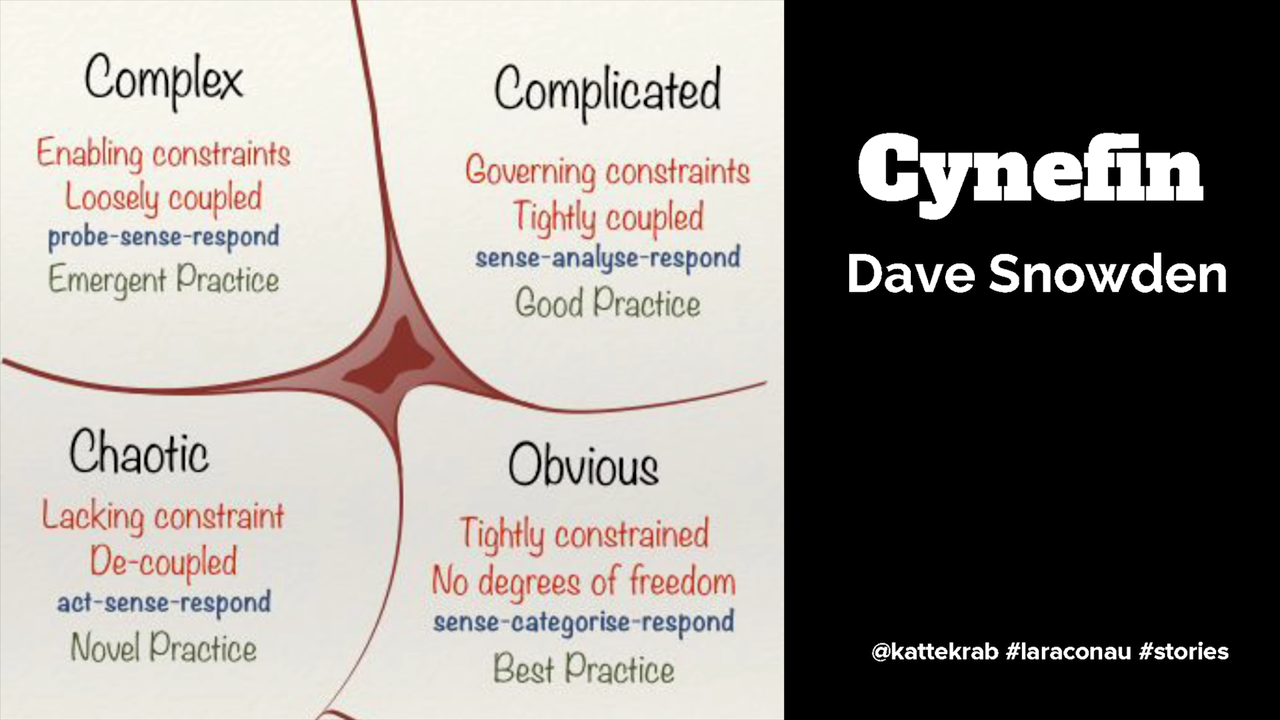 Complex
Enabling constraints
Loosely coupled
probe-sense-respond
Emergent Practice
Complicated
Governing constraints
Tightly coupled
sense-analyse-respond
Good Practice
Chaotic
Lacking constraint
De-coupled
act-sense-respond
Novel Practice
Obvious
Tightly constrained
No degrees of freedom
sense-categorise-respond
Best Practice
Cynefin
Dave Snowden
@kattekrab #laraconau #stories